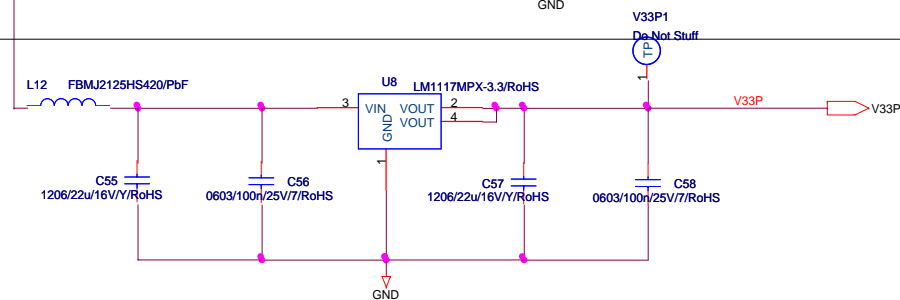 GND
V33P1
Do Not Stuff
TP
1
L12 FBMJ2125HS420/PbF
U8 LM1117MPX-3.3/RoHS
3 VIN VOUT 2
VOUT 4
GND
1
V33P
V33P
C55
1206/22u/16V/Y/RoHS
C56
0603/100n/25V/7/RoHS
C57
1206/22u/16V/Y/RoHS
C58
0603/100n/25V/7/RoHS
GND